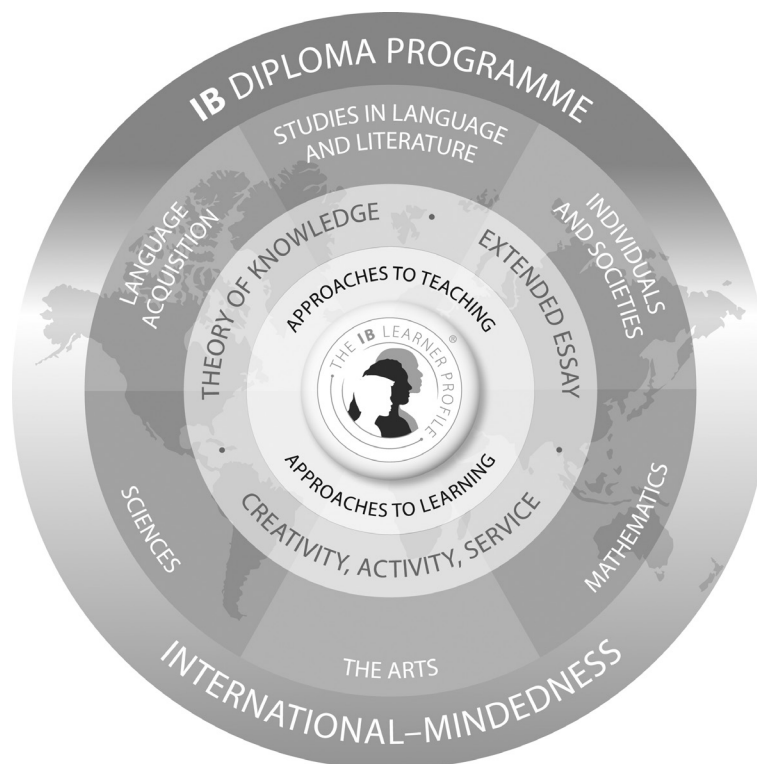 IB DIPLOMA PROGRAMME
STUDIES IN LANGUAGE
AND LITERATURE
LANGUAGE
ACQUISITION
INDIVIDUALS
AND SOCIETIES
THEORY OF KNOWLEDGE
EXTENDED ESSAY
APPROACHES TO TEACHING
THE IB LEARNER PROFILE ®
APPROACHES TO LEARNING
CREATIVITY, ACTIVITY, SERVICE
SCIENCES
MATHEMATICS
THE ARTS
INTERNATIONAL–MINDEDNESS